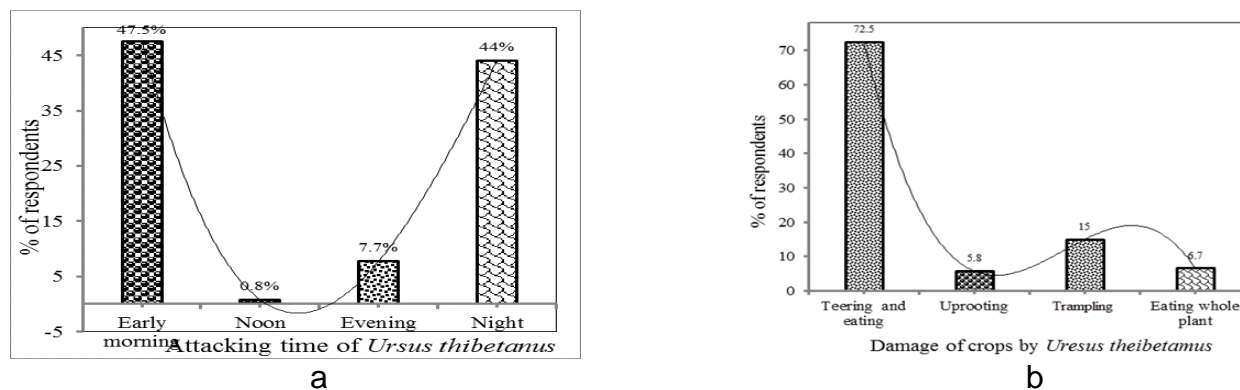 % of respondents
45
35
25
15
5
-5
47.5%
0.8%
7.7%
44%
Early morning
Noon
Evening
Night
Attacking time of Ursus thibetanus
a
% of respondents
70
60
50
40
30
20
10
0
72.5
5.8
15
6.7
Teering and eating
Uprooting
Trampling
Eating whole plant
Damage of crops by Uresus theibetamus
b